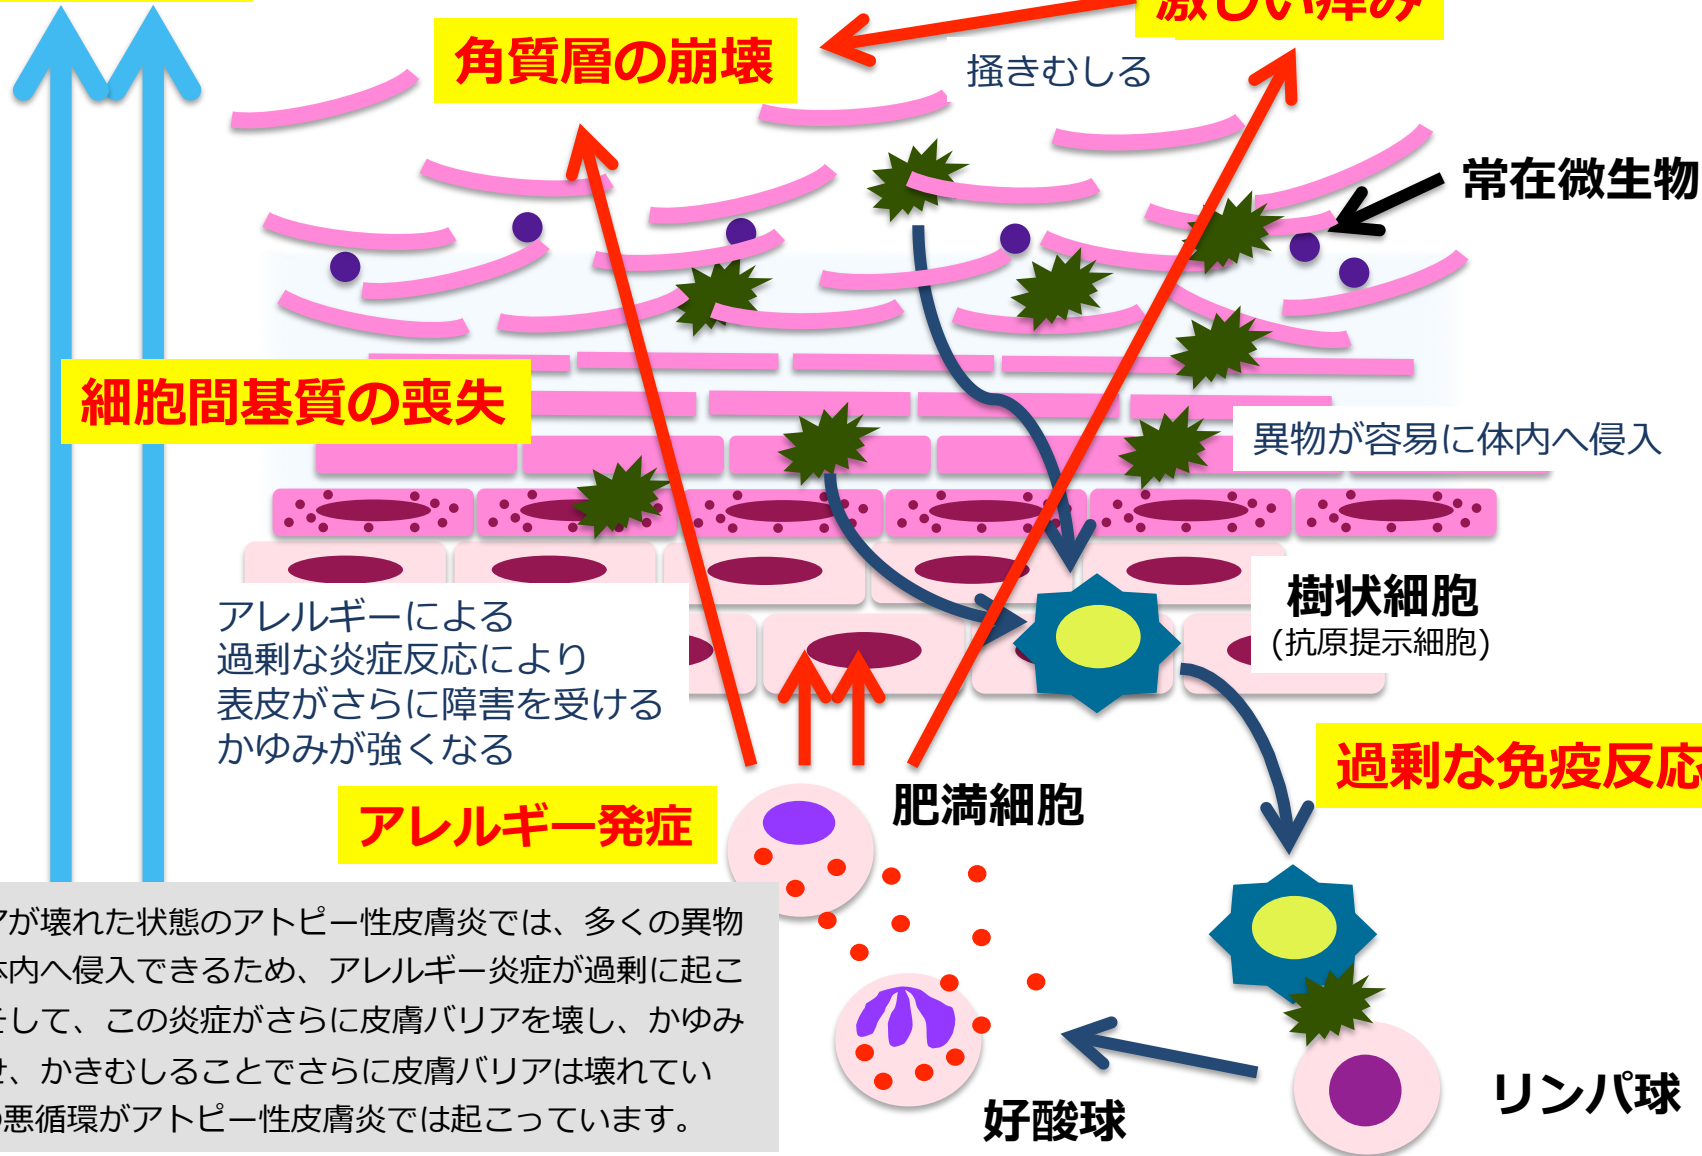 激しい痒み
角質層の崩壊
掻きむしる
常在微生物
細胞間基質の喪失
異物が容易に体内へ侵入
樹状細胞
(抗原提示細胞)
アレルギーによる
過剰な炎症反応により
表皮がさらに障害を受ける
かゆみが強くなる
過剰な免疫反応
肥満細胞
アレルギー発症
が壊れた状態のアトピー性皮膚炎では、多くの異物
体内へ侵入できるため、アレルギー炎症が過剰に起こ
そして、この炎症がさらに皮膚バリアを壊し、かゆみ
せ、かきむしることでさらに皮膚バリアは壊れてい
悪循環がアトピー性皮膚炎では起こっています。
リンパ球
好酸球